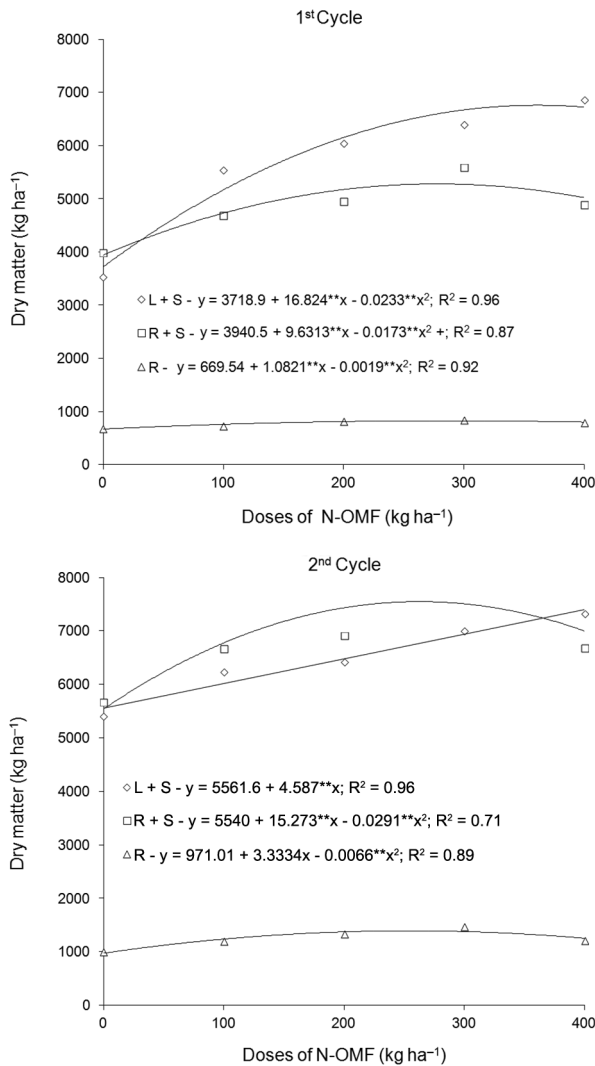 1st Cycle
8000
7000
6000
5000
4000
3000
2000
1000
0
Dry matter (kg ha–1)
L + S - y = 3718.9 + 16.824**x - 0.0233**x2; R2 = 0.96
R + S - y = 3940.5 + 9.6313**x - 0.0173**x2 +; R2 = 0.87
R - y = 669.54 + 1.0821**x - 0.0019**x2; R2 = 0.92
0 100 200 300 400
Doses of N-OMF (kg ha–1)
2nd Cycle
8000
7000
6000
5000
4000
3000
2000
1000
0
Dry matter (kg ha–1)
L + S - y = 5561.6 + 4.587**x; R2 = 0.96
R + S - y = 5540 + 15.273**x - 0.0291**x2; R2 = 0.71
R - y = 971.01 + 3.3334x - 0.0066**x2; R2 = 0.89
0 100 200 300 400
Doses of N-OMF (kg ha–1)